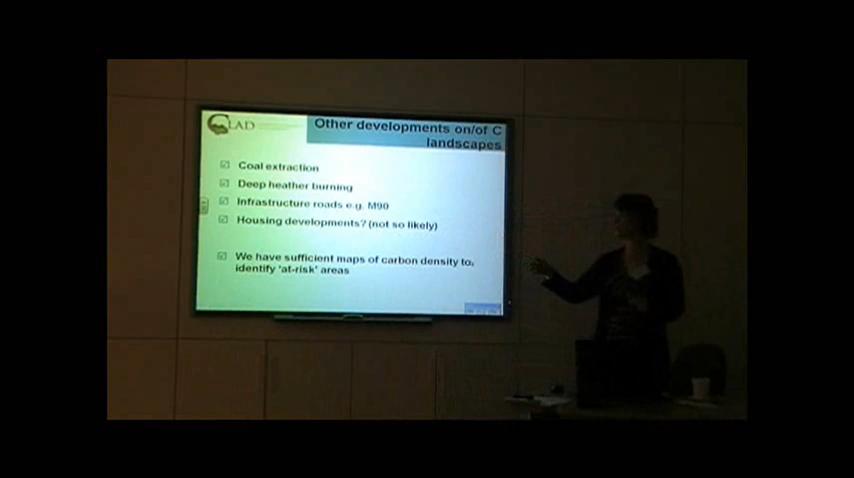 CLAD
Other developments on/of C
landscapes
Coal extraction
Deep heather burning
Infrastructure roads e.g. M90
Housing developments? (not so likely)
We have sufficient maps of carbon density to,
identify 'at-risk' areas